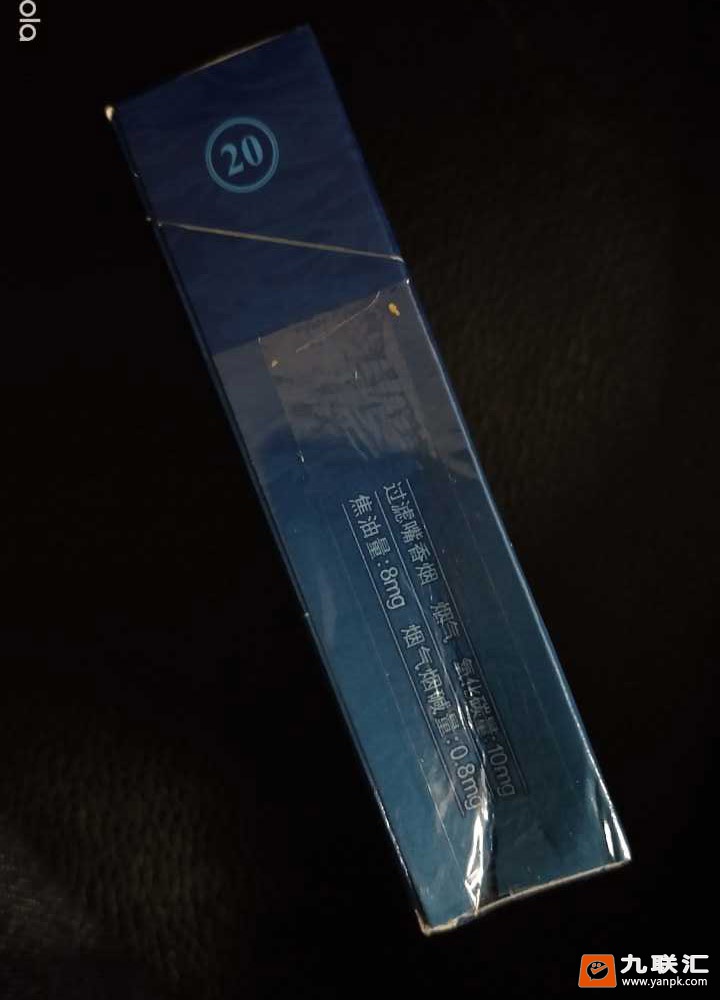 ola
20
过滤嘴香烟 烟气一氧化碳量:10mg
焦油量:8mg 烟气烟碱量:0.8mg
九联汇
www.yanpk.com